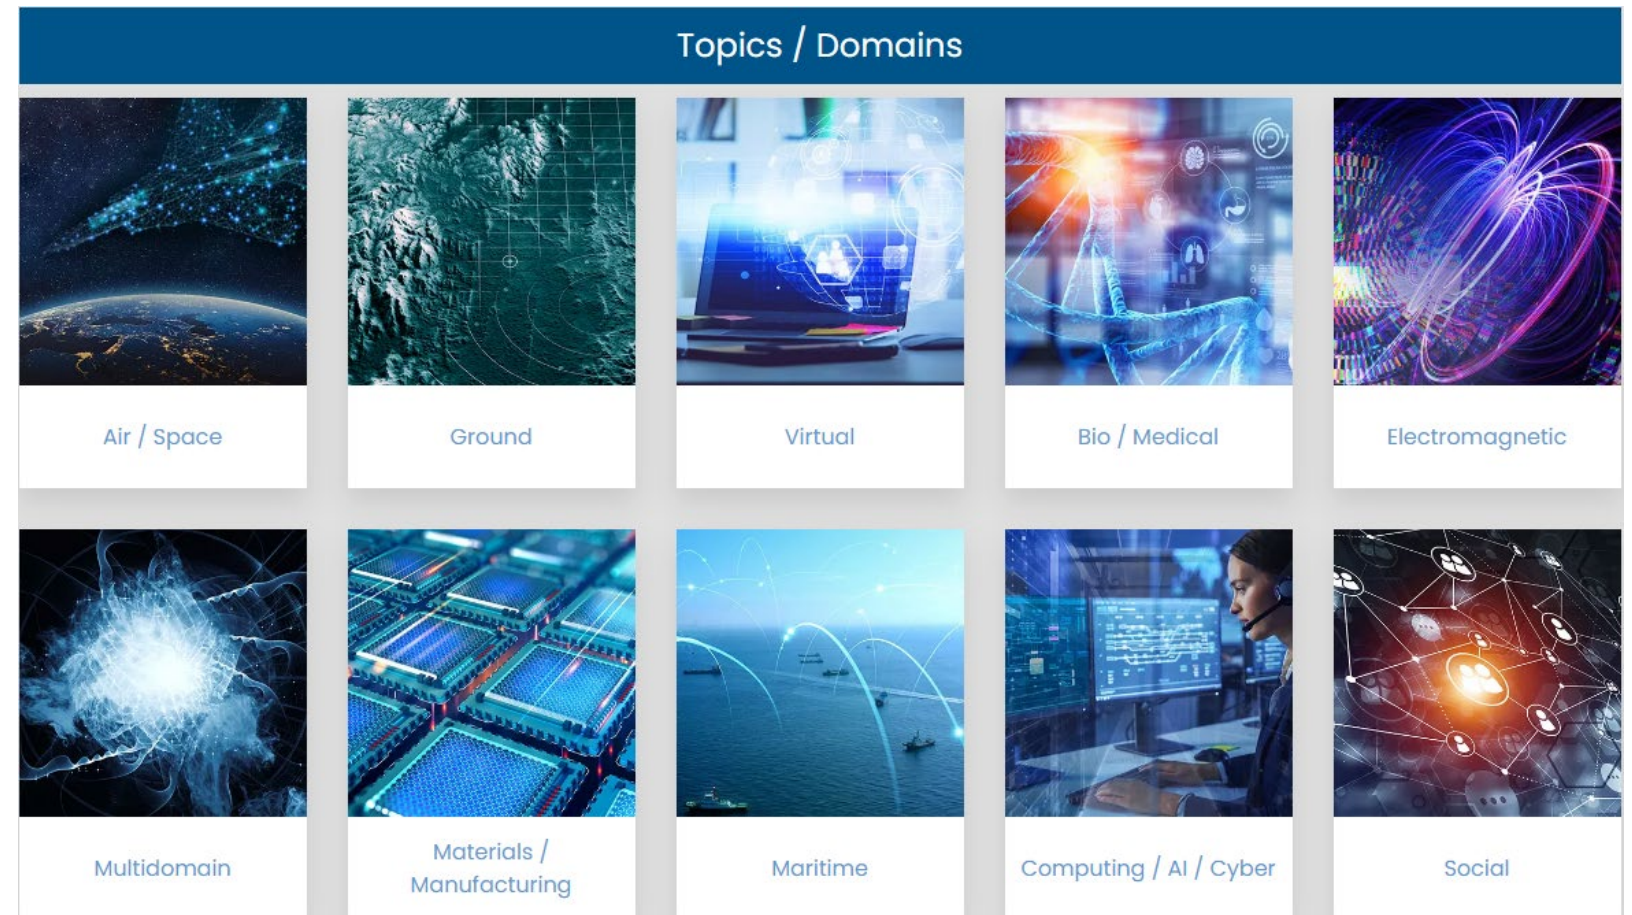 Topics / Domains
Air / Space
Ground
Virtual
Bio / Medical
Electromagnetic
Multidomain
Materials /
Manufacturing
Maritime
Computing / AI / Cyber
Social